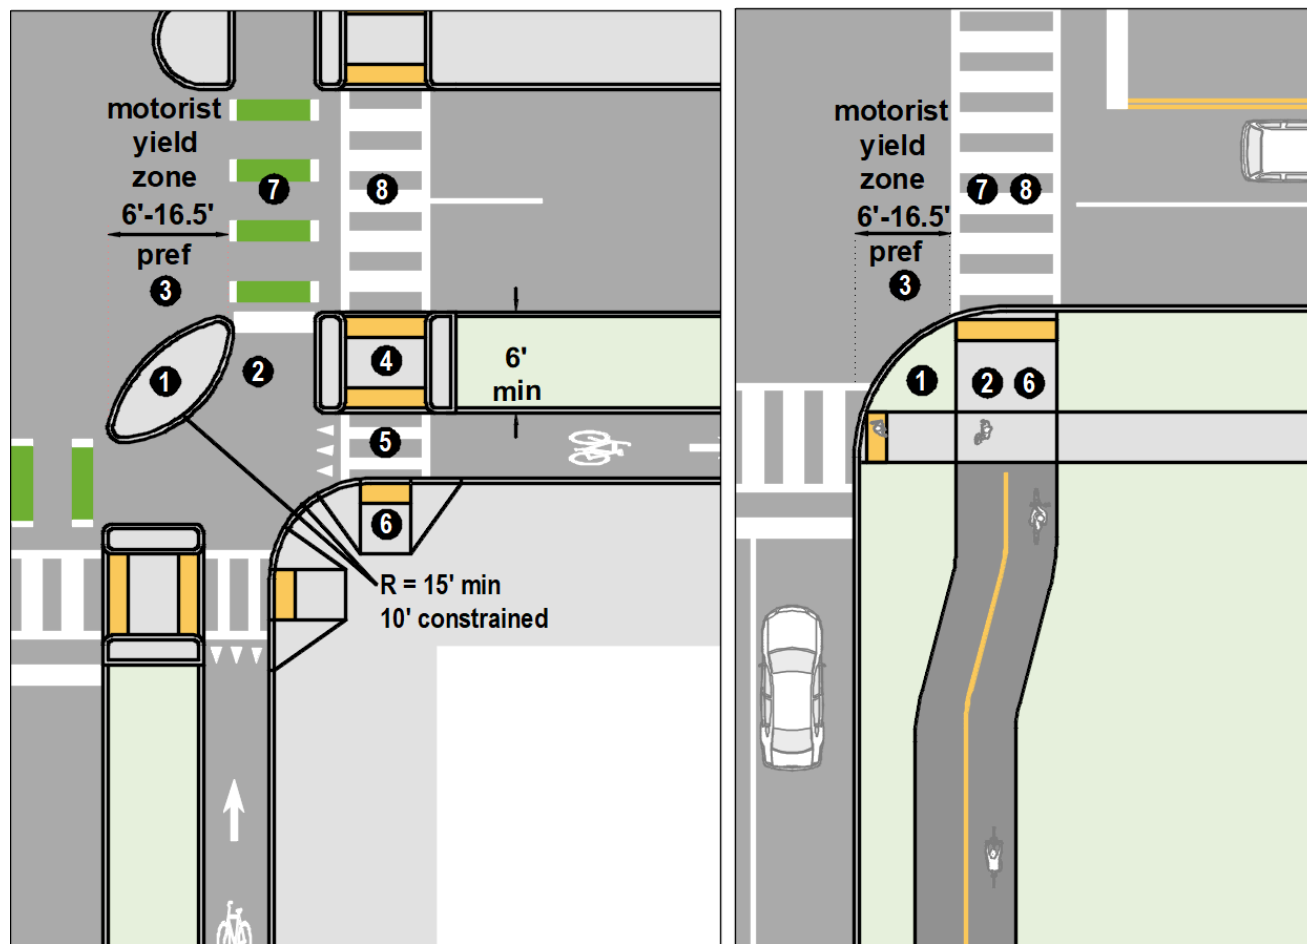 motorist
yield
zone
6'-16.5'
pref
3
7
8
1
2
4
6'
min
5
6
R = 15' min
10' constrained
motorist
yield
zone
6'-16.5'
pref
3
7 8
1
2 6